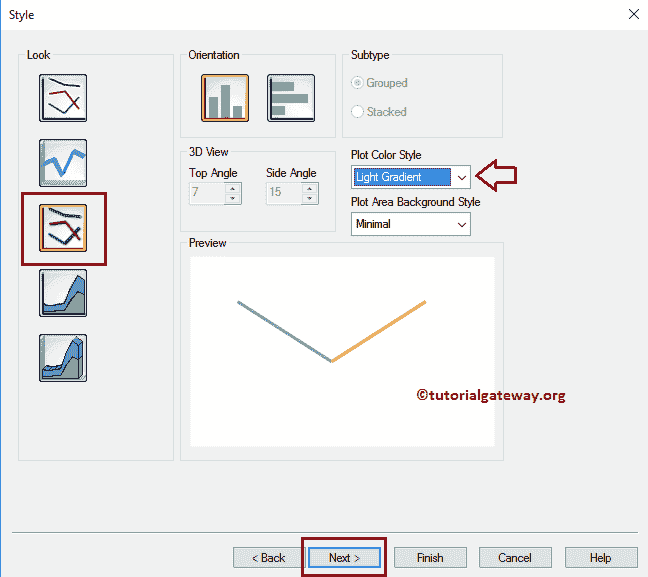 Style
Look
Orientation
Subtype
Grouped
Stacked
3D View
Top Angle
Side Angle
7
15
Plot Color Style
Light Gradient
Plot Area Background Style
Minimal
Preview
©tutorialgateway.org
< Back
Next >
Finish
Cancel
Help